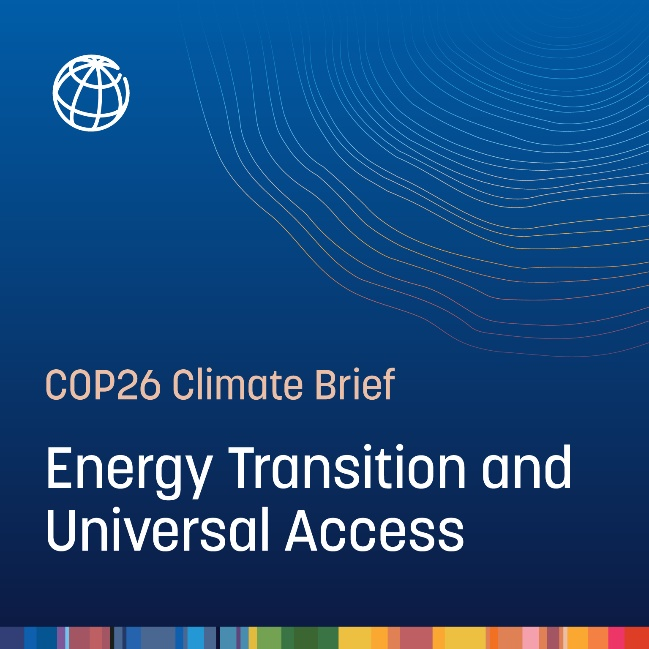 COP26 Climate Brief
Energy Transition and
Universal Access